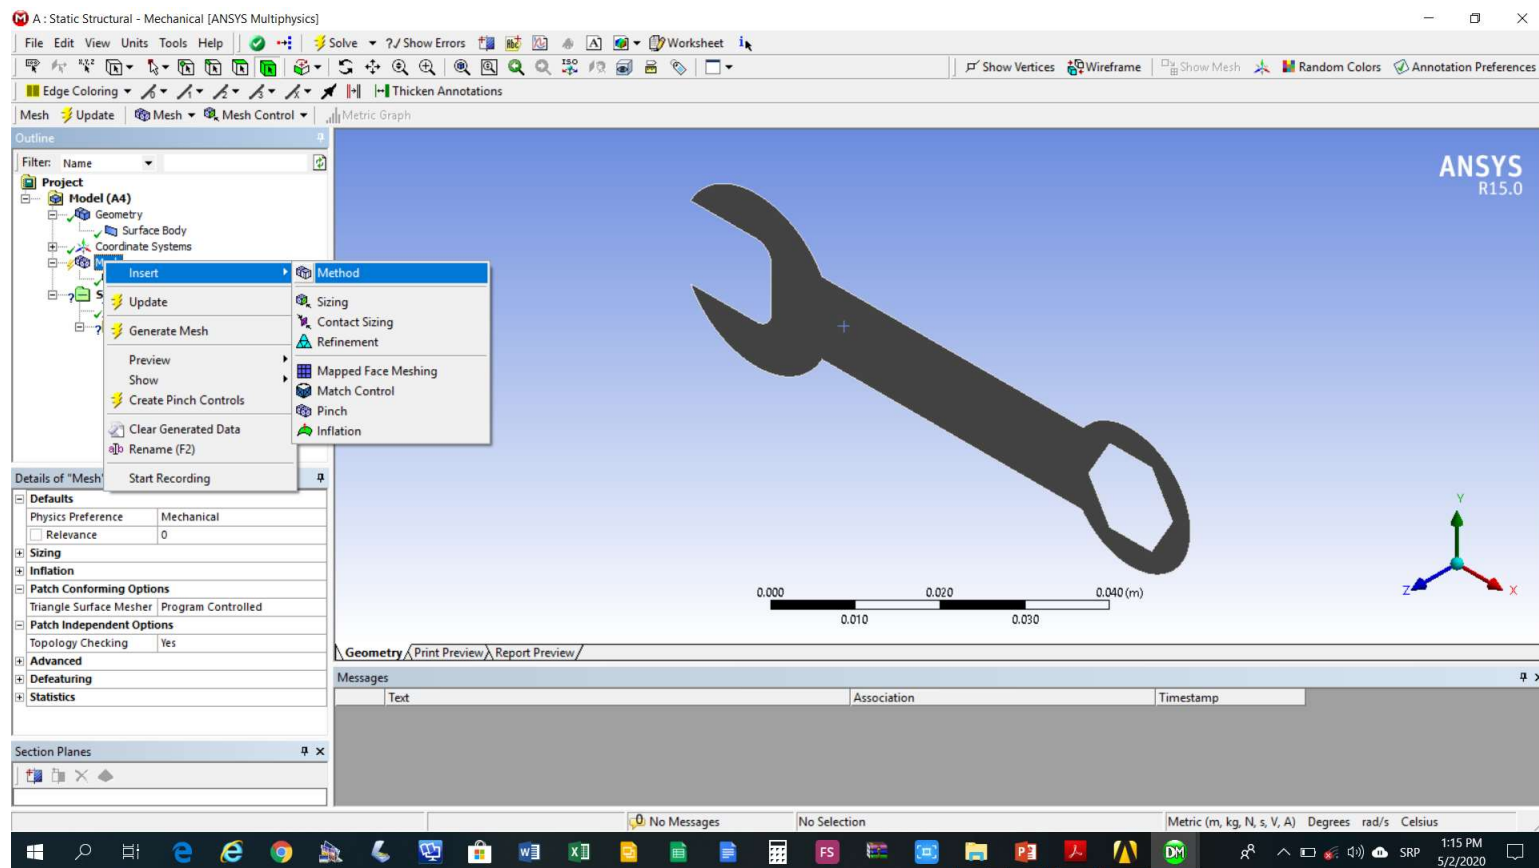 A : Static Structural - Mechanical [ANSYS Multiphysics]
File Edit View Units Tools Help Solve ?/ Show Errors Worksheet
Show Vertices Wireframe Show Mesh Random Colors Annotation Preferences
Edge Coloring Thicken Annotations
Mesh Update Mesh Mesh Control Metric Graph
Outline
Filter: Name
Project
Model (A4)
Geometry
Surface Body
Coordinate Systems
Insert
Update
Generate Mesh
Preview
Show
Create Pinch Controls
Clear Generated Data
Rename (F2)
Start Recording
Method
Sizing
Contact Sizing
Refinement
Mapped Face Meshing
Match Control
Pinch
Inflation
ANSYS
R15.0
Y
Z
X
0.000 0.020 0.040 (m)
0.010 0.030
Details of "Mesh"
Defaults
Physics Preference Mechanical
Relevance 0
Sizing
Inflation
Patch Conforming Options
Triangle Surface Mesher Program Controlled
Patch Independent Options
Topology Checking Yes
Advanced
Defeaturing
Statistics
Geometry Print Preview Report Preview
Messages
Text Association Timestamp
Section Planes
No Messages No Selection Metric (m, kg, N, s, V, A) Degrees rad/s Celsius
FS
DM
SRP
1:15 PM
5/2/2020